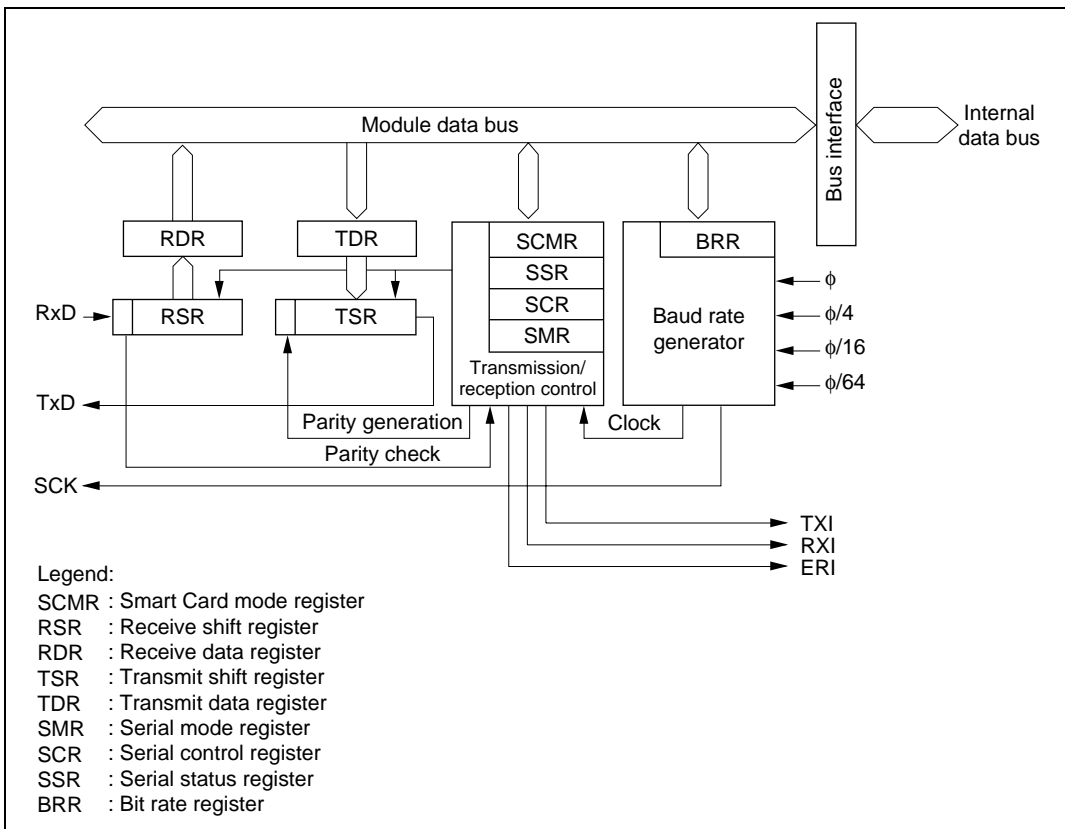 Module data bus
Bus interface
Internal
data bus
RDR
TDR
SCMR
SSR
SCR
SMR
Transmission/
reception control
BRR
Baud rate
generator
φ
φ/4
φ/16
φ/64
RxD
RSR
TSR
TxD
Parity generation
Clock
Parity check
SCK
TXI
RXI
ERI
Legend:
SCMR : Smart Card mode register
RSR : Receive shift register
RDR : Receive data register
TSR : Transmit shift register
TDR : Transmit data register
SMR : Serial mode register
SCR : Serial control register
SSR : Serial status register
BRR : Bit rate register